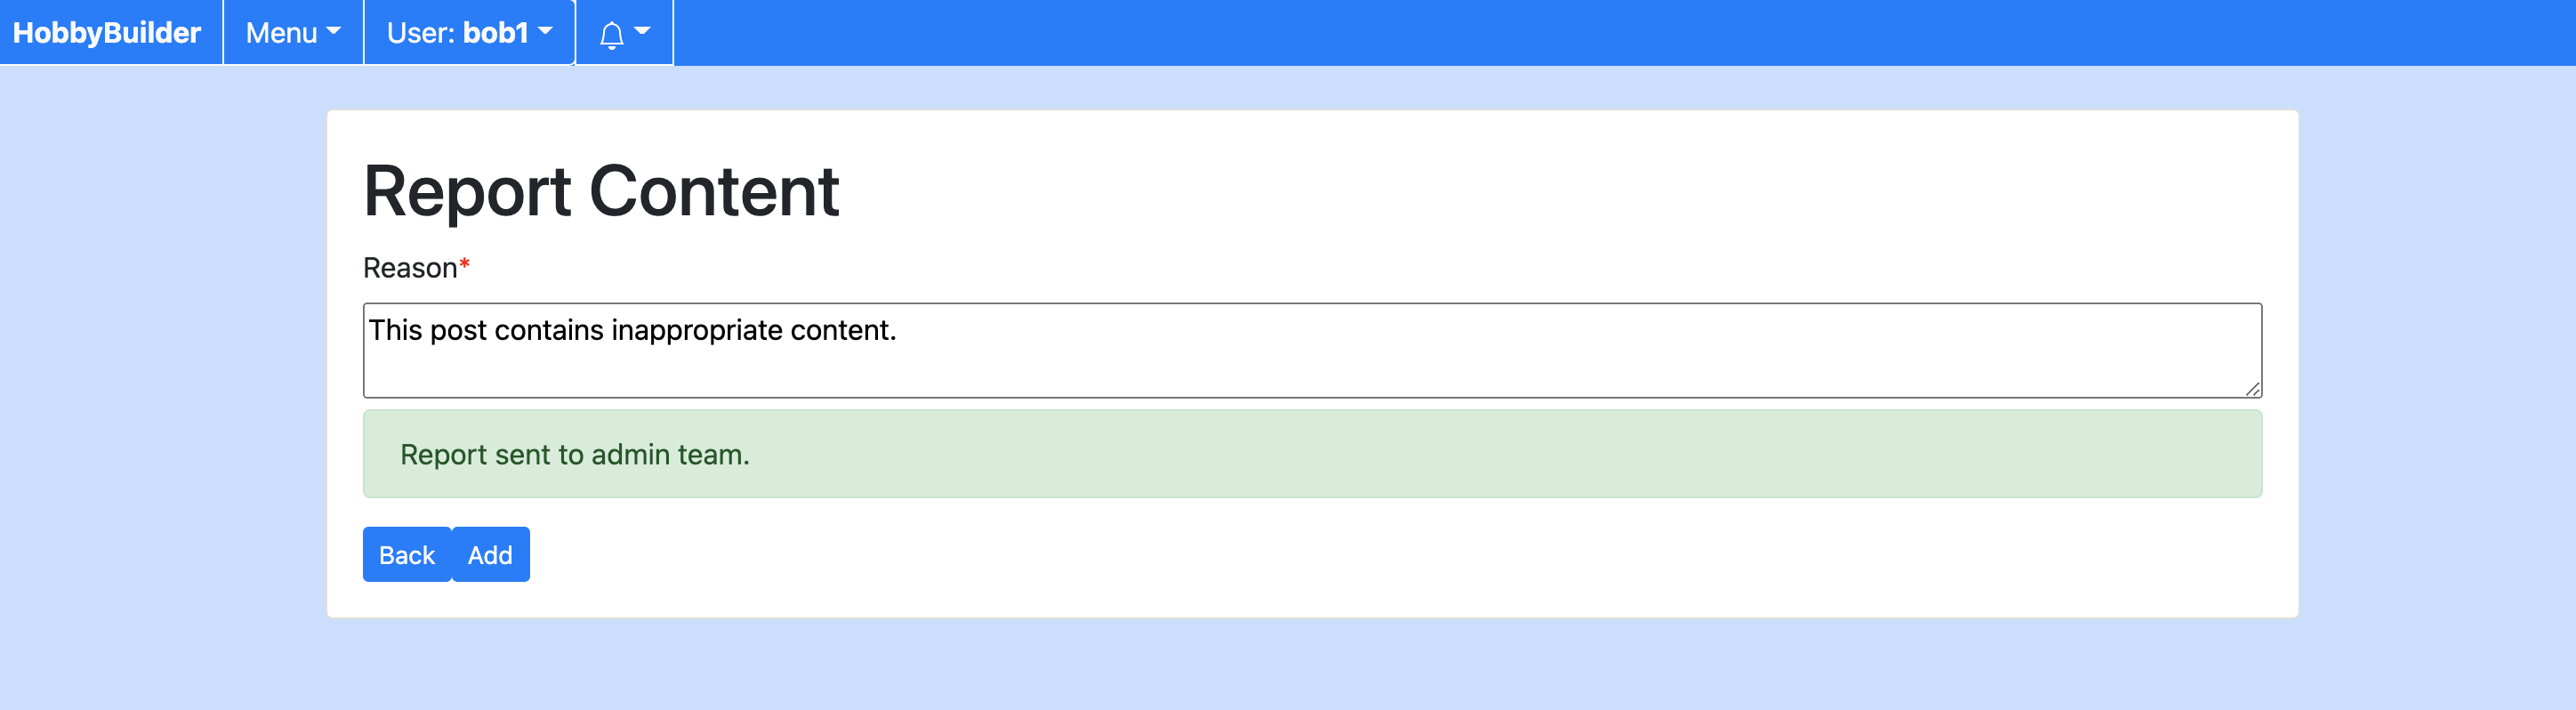 HobbyBuilder Menu User: bob1
Report Content
Reason*
This post contains inappropriate content.
Report sent to admin team.
Back Add